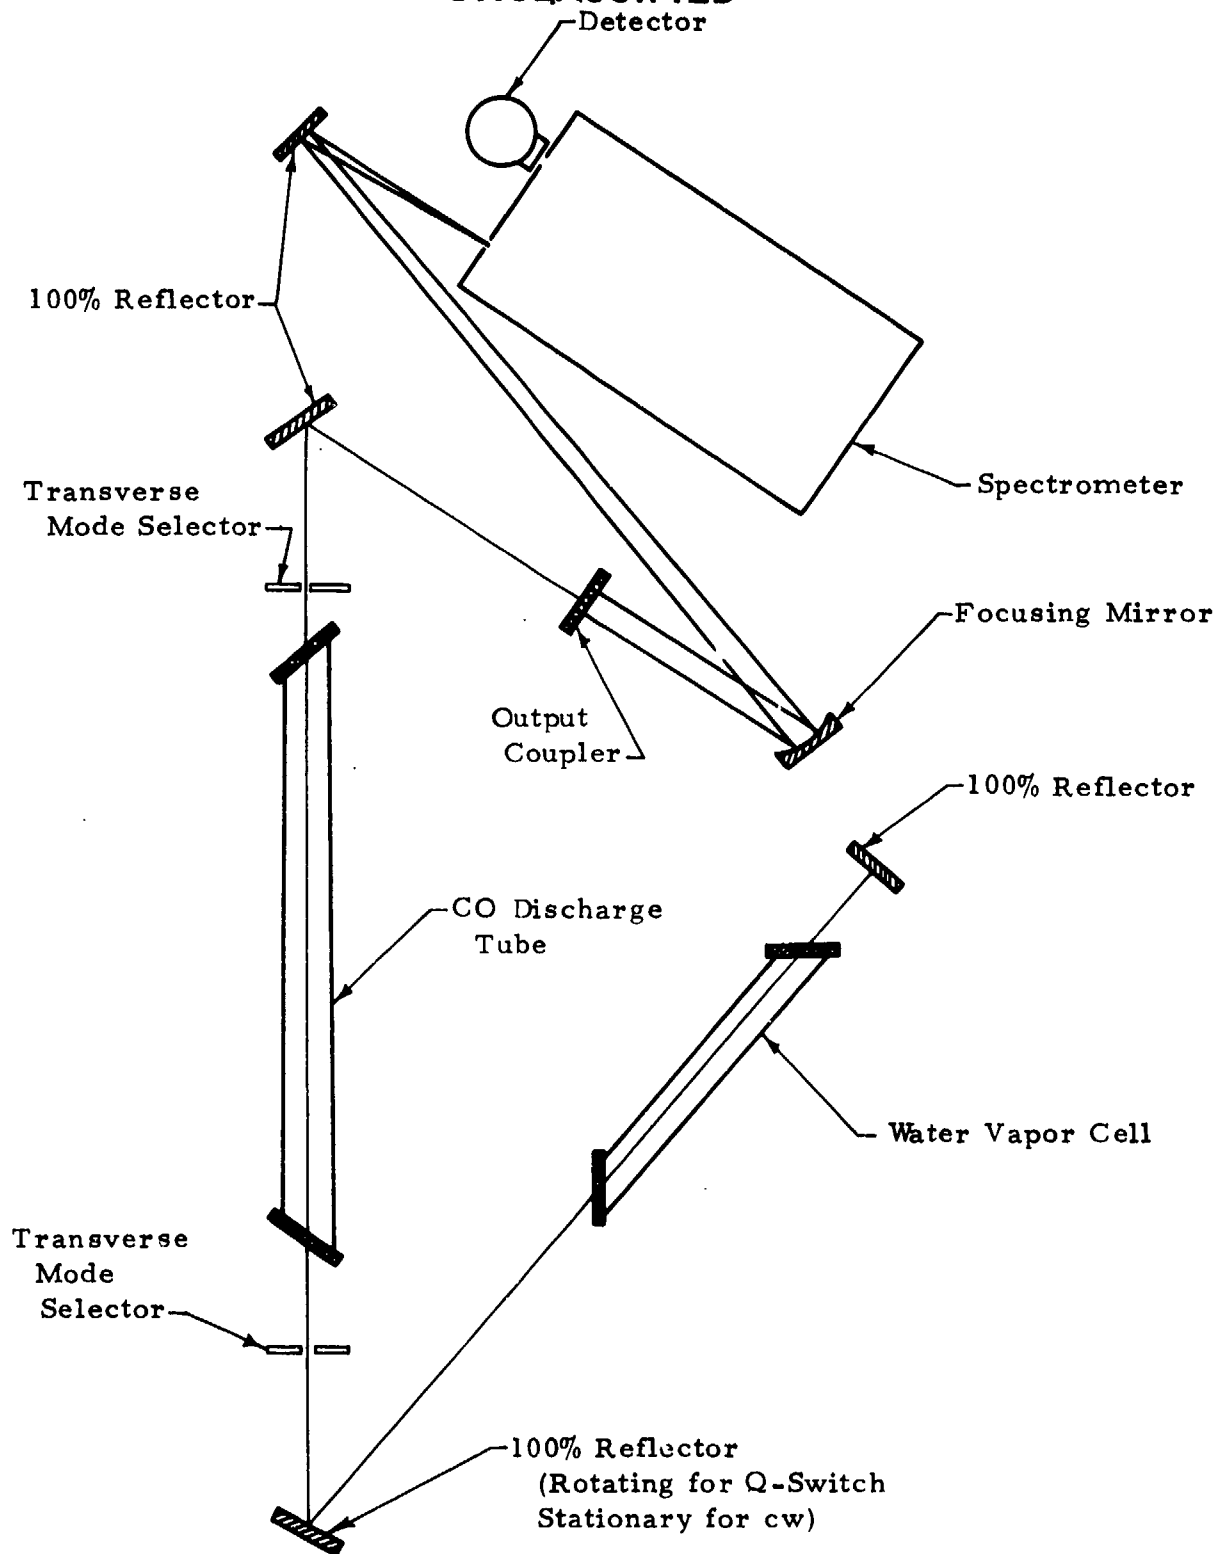 Detector
100% Reflector
Transverse
Mode Selector
Spectrometer
Focusing Mirror
Output
Coupler
100% Reflector
CO Discharge
Tube
Water Vapor Cell
Transverse
Mode
Selector
100% Reflector
(Rotating for Q-Switch
Stationary for cw)